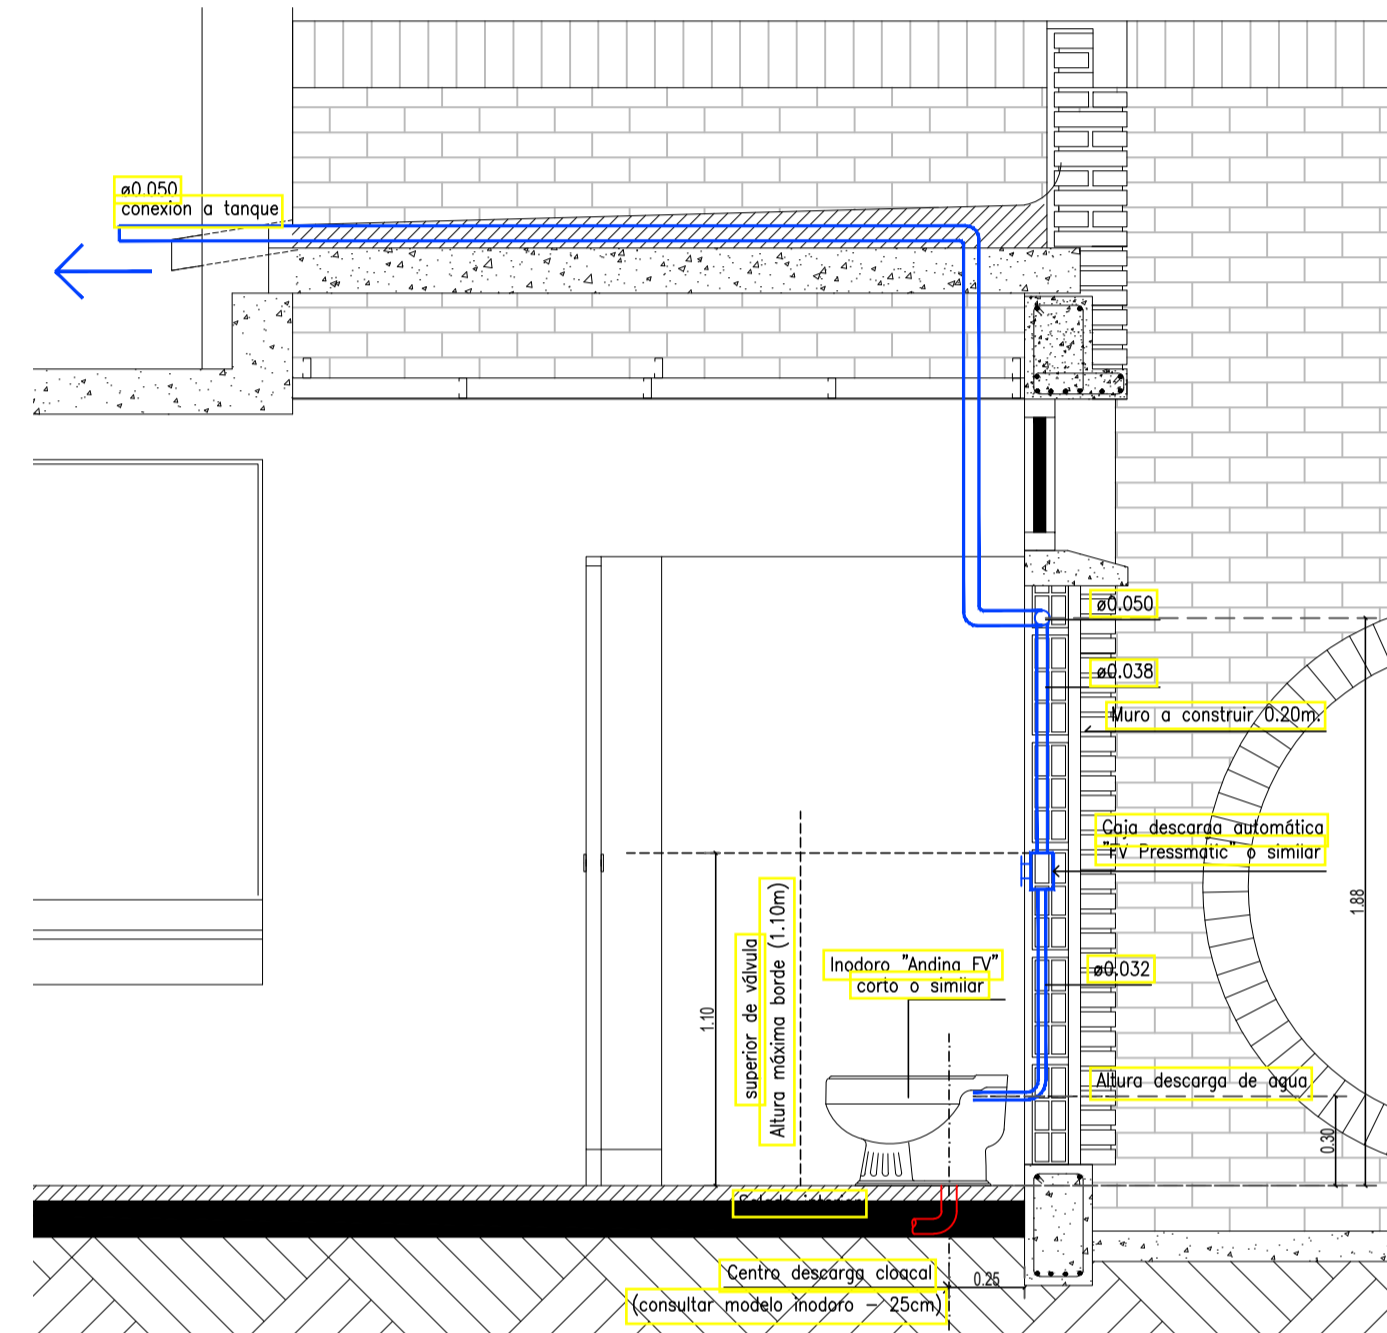 ø0.050
conexión a tanque
ø0.050
ø0.038
Muro a construir 0.20m.
Caja descarga automática
"FV Pressmatic" o similar
1.88
1.10
superior de válvula
Altura máxima borde (1.10m)
Inodoro "Andina FV"
corto o similar
ø0.032
Altura descarga de agua
0.30
Centro descarga cloacal
0.25
(consultar modelo inodoro - 25cm)